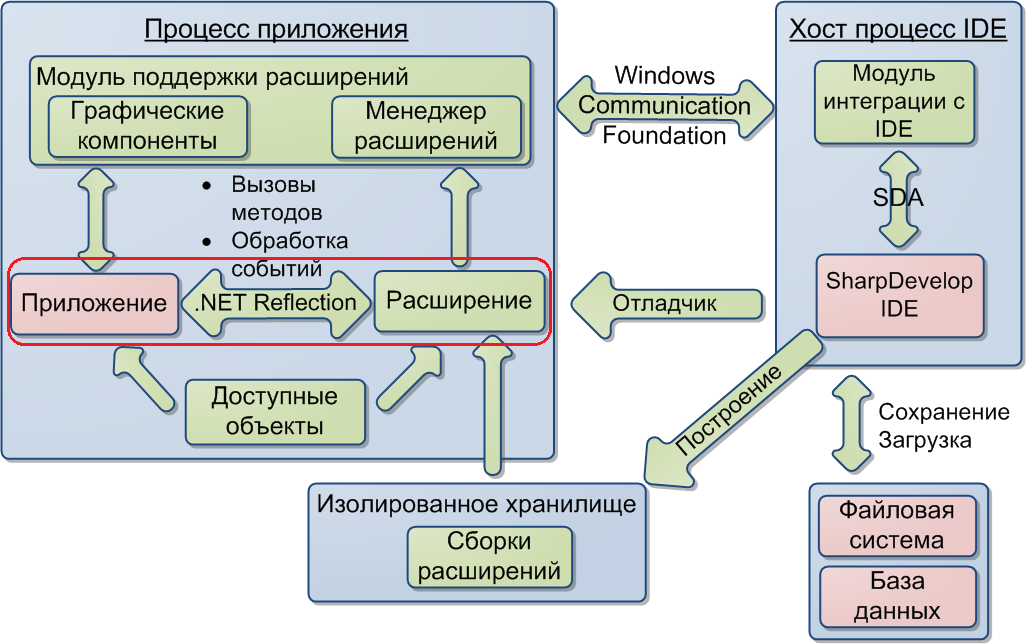 Процесс приложения
Модуль поддержки расширений
Графические
компоненты
Менеджер
расширений
Windows
Communication
Foundation
Хост процесс IDE
Модуль
интеграции с
IDE
SDA
SharpDevelop
IDE
• Вызовы
методов
• Обработка
событий
Приложение
.NET Reflection
Расширение
Отладчик
Доступные
объекты
Построение
Сохранение
Загрузка
Изолированное хранилище
Сборки
расширений
Файловая
система
База
данных